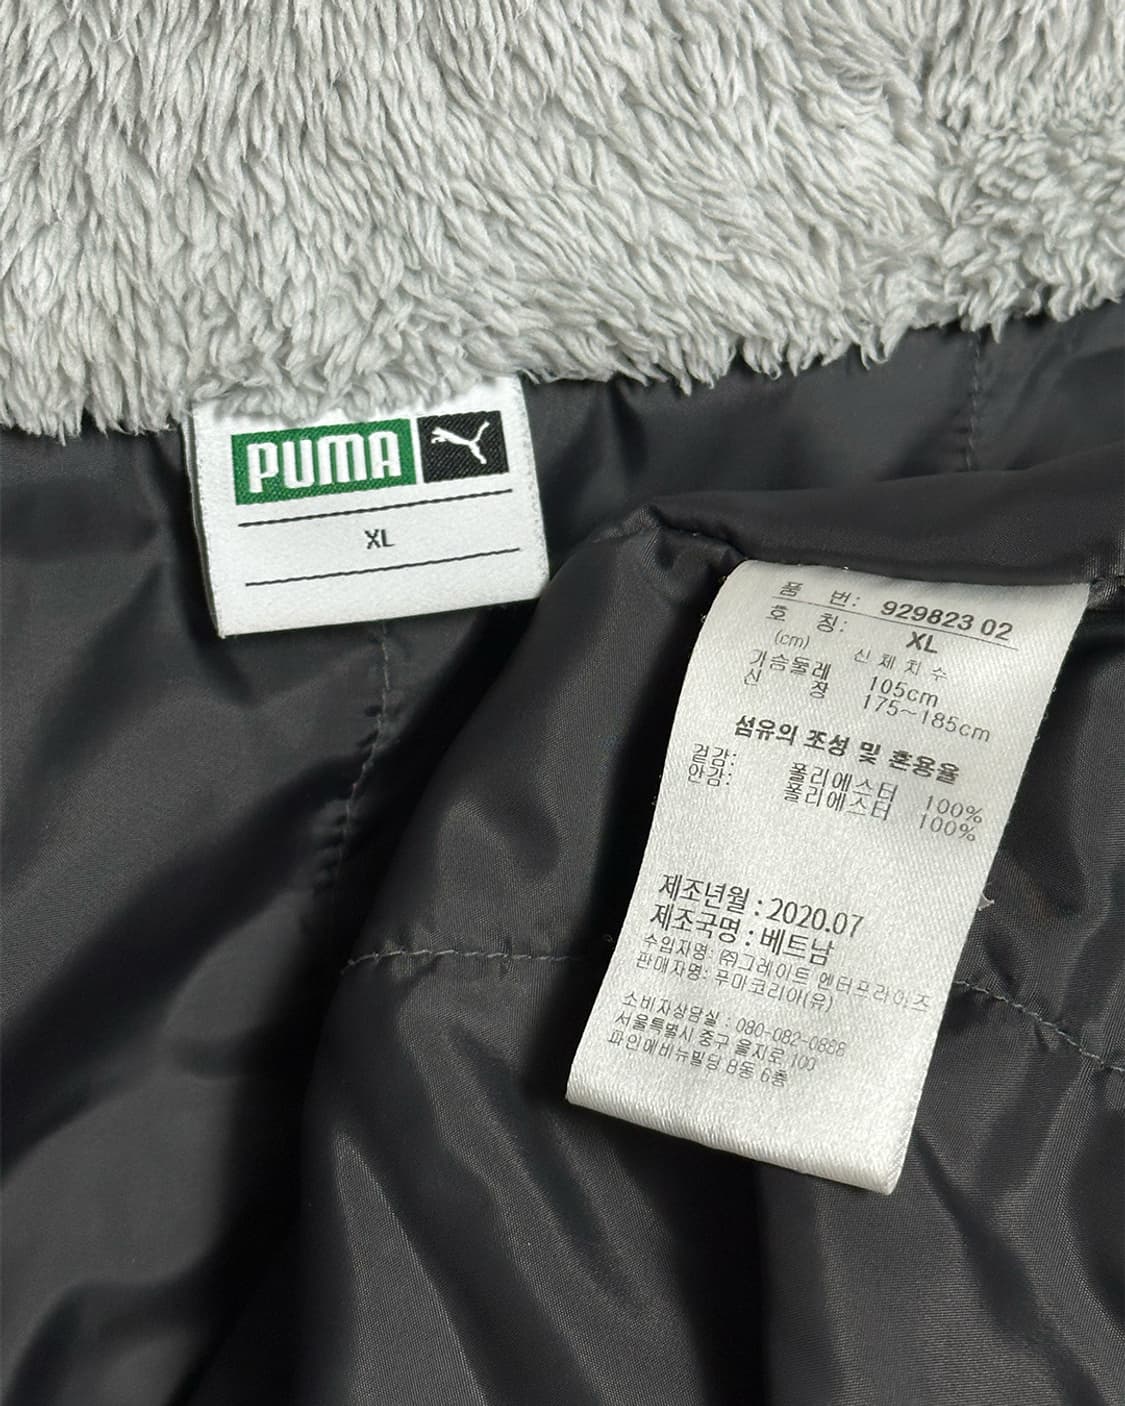 PUMA
XL
품 번: 929823 02
호 칭: XL
(cm) 신 체 치 수
가슴둘레 105cm
신 장 175~185cm
섬유의 조성 및 혼용율
겉감: 폴리에스터 100%
안감: 폴리에스터 100%
제조년월 : 2020.07
제조국명 : 베트남
수입자명: ㈜그레이트 엔터프라이즈
판매자명: 푸마코리아(유)
소비자상담실 : 080-082-0888
서울특별시 중구 을지로 100
파인애비뉴빌딩 B동 6층